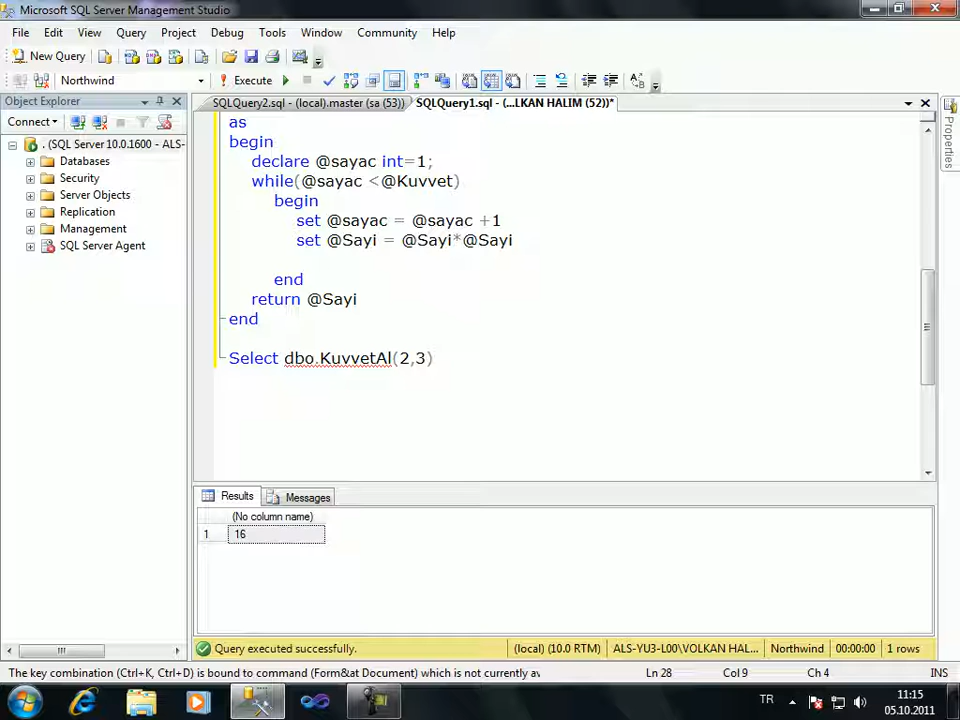 Microsoft SQL Server Management Studio
File Edit View Query Project Debug Tools Window Community Help
New Query
Northwind Execute
Object Explorer
SQLQuery2.sql - (local).master (sa (53)) SQLQuery1.sql - (...LKAN HALIM (52))*
Connect
. (SQL Server 10.0.1600 - ALS-
Databases
Security
Server Objects
Replication
Management
SQL Server Agent
as
begin
declare @sayac int=1;
while(@sayac <@Kuvvet)
begin
set @sayac = @sayac +1
set @Sayi = @Sayi*@Sayi
end
return @Sayi
end
Select dbo.KuvvetAl(2,3)
Properties
Results Messages
(No column name)
1 16
Query executed successfully. (local) (10.0 RTM) ALS-YU3-L00\VOLKAN HAL... Northwind 00:00:00 1 rows
The key combination (Ctrl+K, Ctrl+D) is bound to command (Form&at Document) which is not currently av Ln 28 Col 9 Ch 4 INS
TR 11:15
05.10.2011